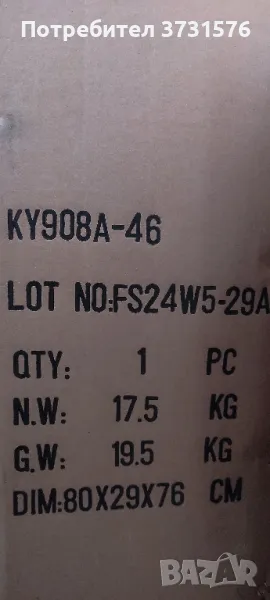 Потребител 3731576
KY908A-46
LOT NO:FS24W5-29A
QTY: 1 PC
N.W: 17.5 KG
G.W: 19.5 KG
DIM:80X29X76 CM
BAZAR